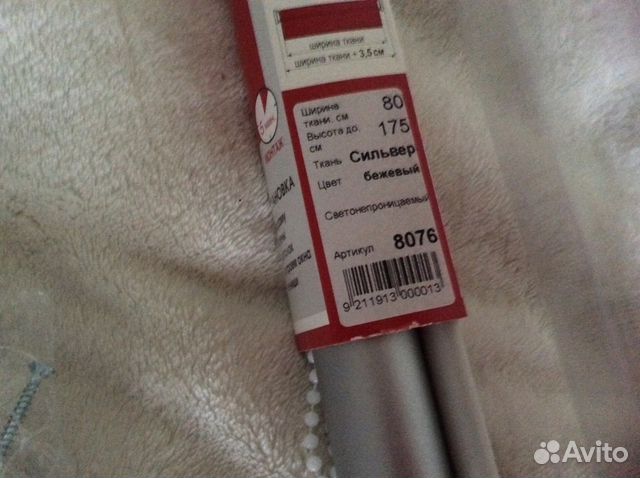 ширина ткани
ширина ткани + 3,5 см
Ширина ткани, см 80
Высота до, см 175
Ткань Сильвер
Цвет бежевый
Светонепроницаемый
Артикул 8076
9 211913 000013
5
Avito